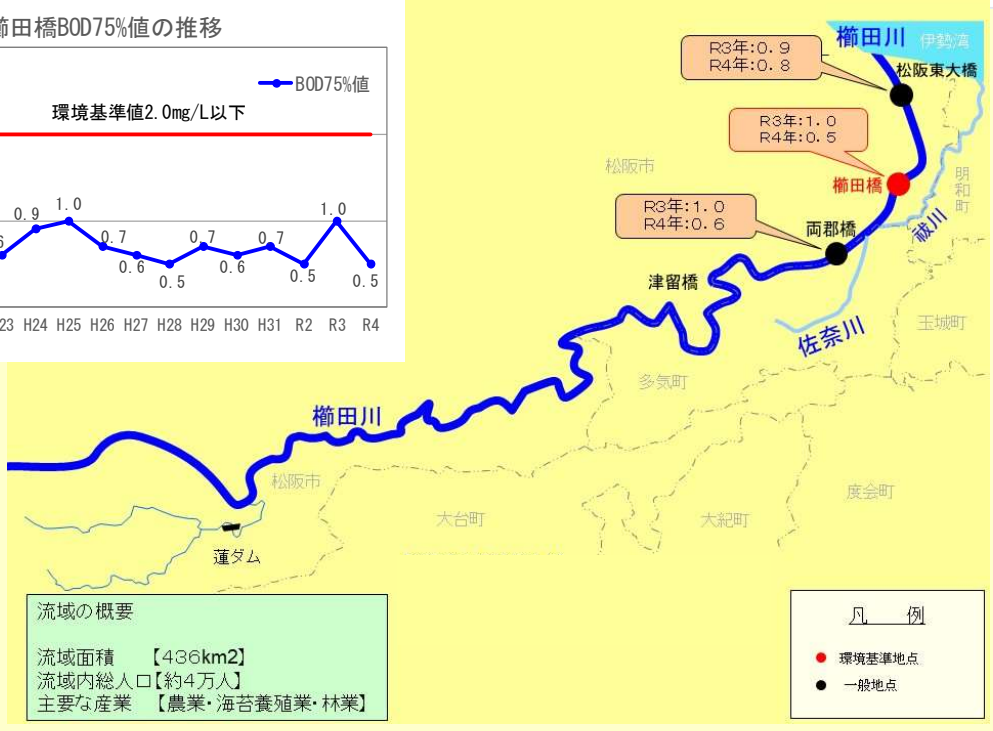 櫛田橋BOD75%値の推移
BOD75%値
環境基準値2.0mg/L以下
0.9
1.0
0.7
0.6
0.5
0.7
0.6
0.7
0.5
1.0
0.5
H24 H25 H26 H27 H28 H29 H30 H31 R2 R3 R4
櫛田川
伊勢湾
R3年:0.9
R4年:0.8
松阪東大橋
R3年:1.0
R4年:0.5
松阪市
櫛田橋
明和町
R3年:1.0
R4年:0.6
両郡橋
祓川
津留橋
佐奈川
玉城町
多気町
櫛田川
松阪市
大台町
大紀町
度会町
蓮ダム
流域の概要
流域面積 【436km2】
流域内総人口【約4万人】
主要な産業 【農業・海苔養殖業・林業】
凡 例
環境基準地点
一般地点